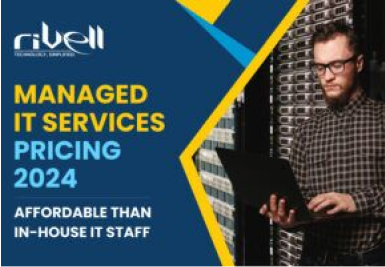 ribell
TECHNOLOGY, SIMPLIFIED
MANAGED
IT SERVICES
PRICING
2024
AFFORDABLE THAN
IN-HOUSE IT STAFF